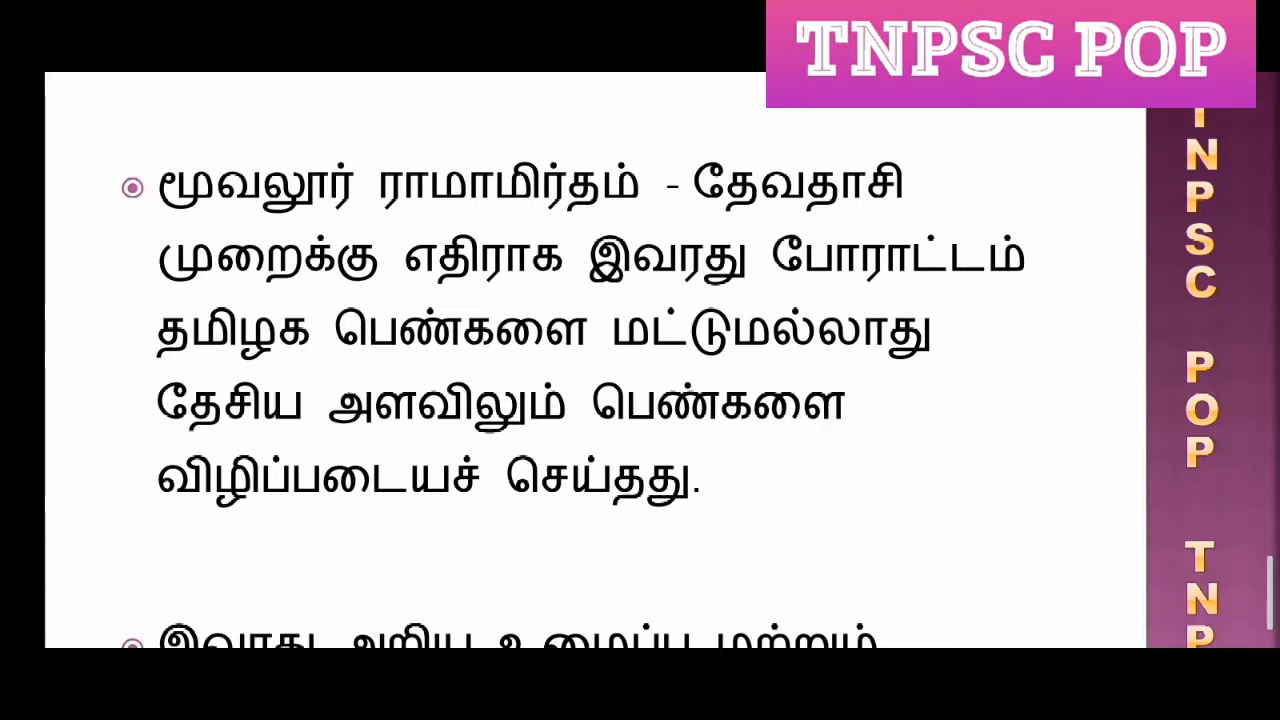 TNPSC POP
மூவலூர் ராமாமிர்தம் - தேவதாசி
முறைக்கு எதிராக இவரது போராட்டம்
தமிழக பெண்களை மட்டுமல்லாது
தேசிய அளவிலும் பெண்களை
விழிப்படையச் செய்தது.
TNPSC POP TNP